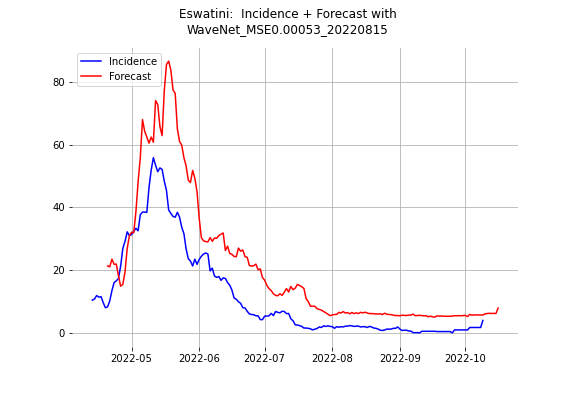 Eswatini:  Incidence + Forecast with
WaveNet_MSE0.00053_20220815
Incidence
Forecast
80
60
40
20
0
2022-05 2022-06 2022-07 2022-08 2022-09 2022-10